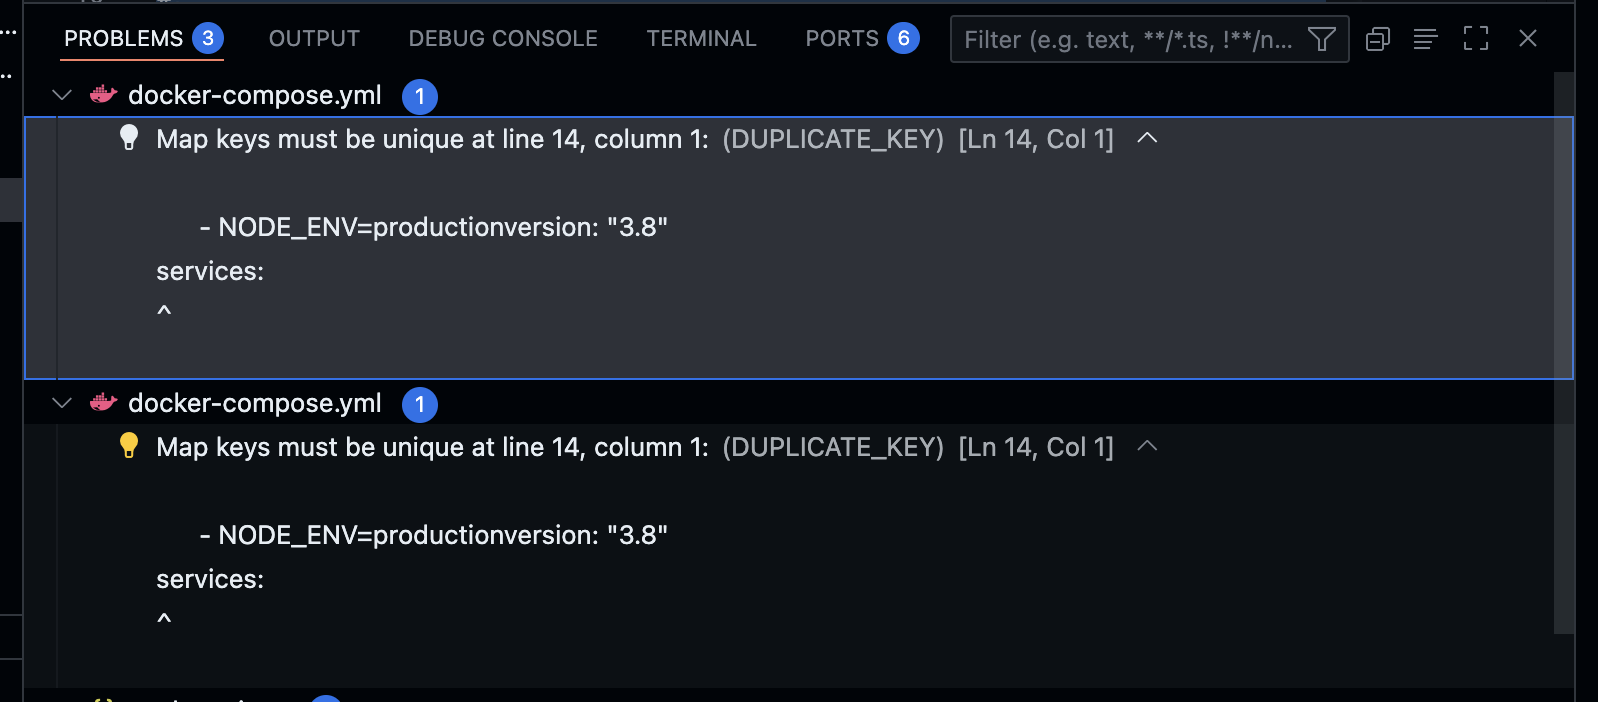 PROBLEMS 3 OUTPUT DEBUG CONSOLE TERMINAL PORTS 6 Filter (e.g. text, **/*.ts, !**/n...
docker-compose.yml 1
Map keys must be unique at line 14, column 1: (DUPLICATE_KEY) [Ln 14, Col 1]
- NODE_ENV=productionversion: "3.8"
services:
^
docker-compose.yml 1
Map keys must be unique at line 14, column 1: (DUPLICATE_KEY) [Ln 14, Col 1]
- NODE_ENV=productionversion: "3.8"
services:
^